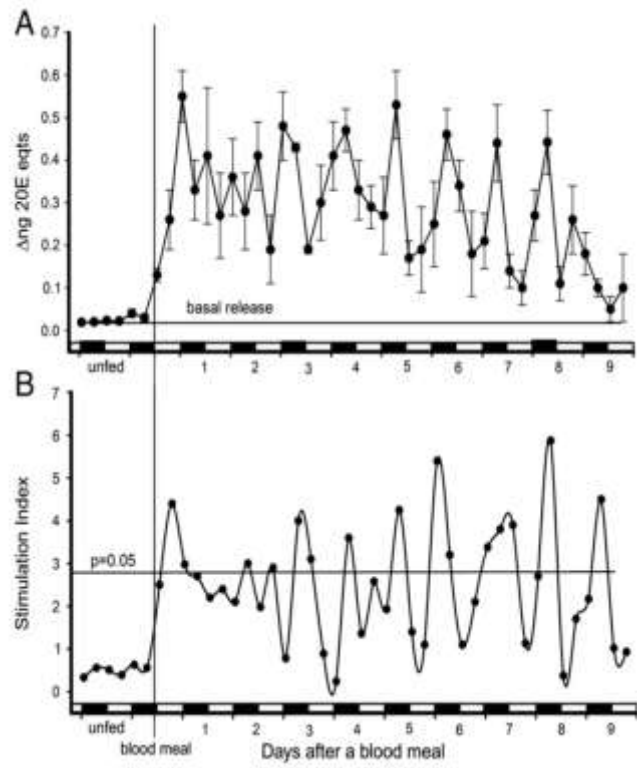 A
Δng 20E eqts
0.7
0.6
0.5
0.4
0.3
0.2
0.1
0.0
basal release
unfed 1 2 3 4 5 6 7 8 9
B
Stimulation Index
7
6
5
4
3
2
1
0
p=0.05
unfed 1 2 3 4 5 6 7 8 9
blood meal Days after a blood meal